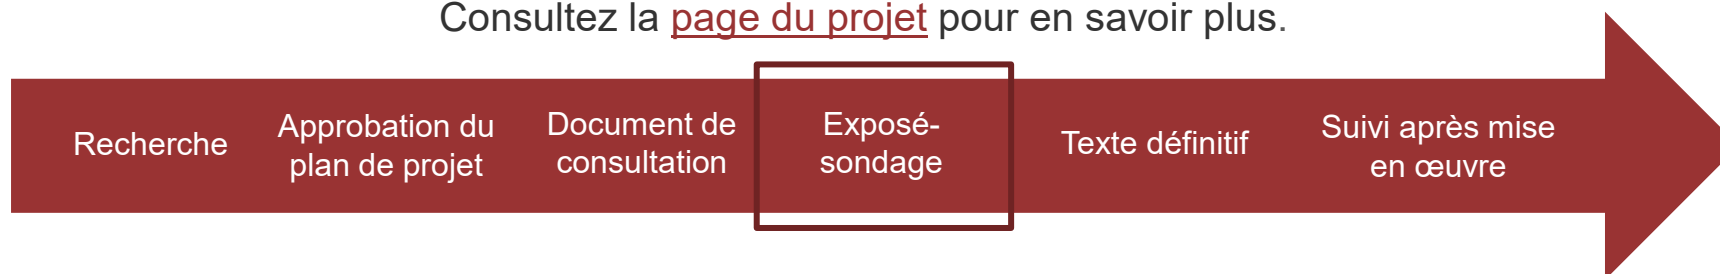 Consultez la page du projet pour en savoir plus.
Recherche
Approbation du
plan de projet
Document de
consultation
Exposé-
sondage
Texte définitif
Suivi après mise
en œuvre